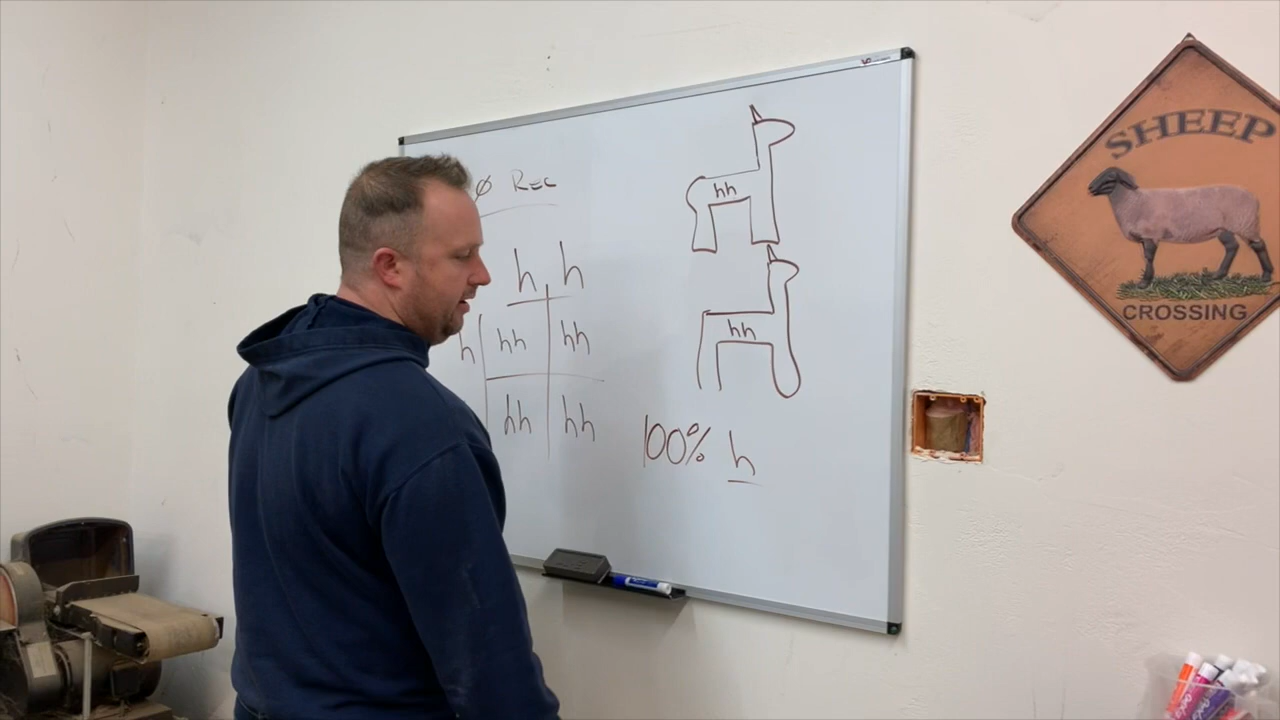 Ø Rec
h h
h hh hh
hh hh
hh
hh
100% h
SHEEP
CROSSING